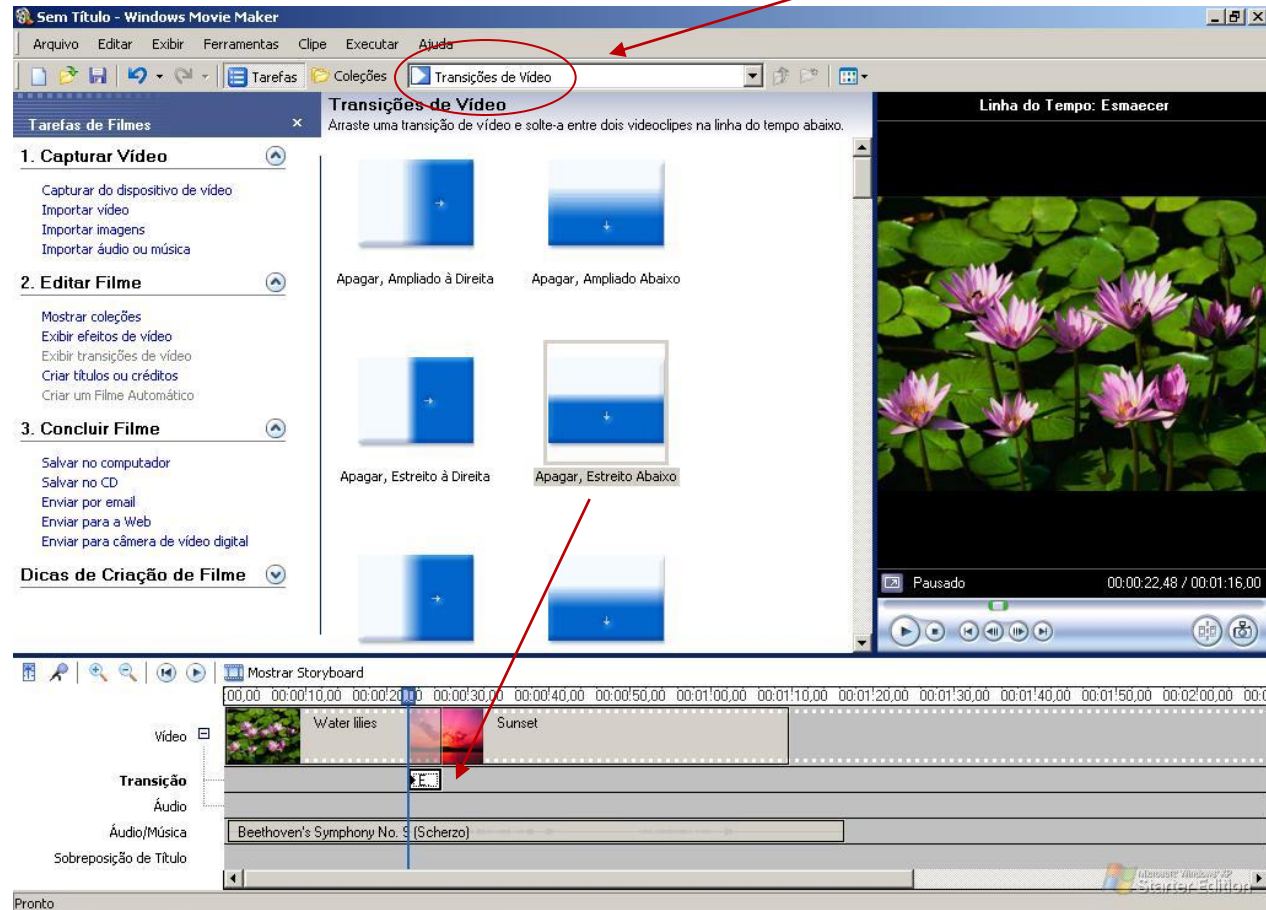 Sem Título - Windows Movie Maker
Arquivo Editar Exibir Ferramentas Clipe Executar Ajuda
Tarefas Coleções Transições de Vídeo
Tarefas de Filmes ×
1. Capturar Vídeo
Capturar do dispositivo de vídeo
Importar vídeo
Importar imagens
Importar áudio ou música
2. Editar Filme
Mostrar coleções
Exibir efeitos de vídeo
Exibir transições de vídeo
Criar títulos ou créditos
Criar um Filme Automático
3. Concluir Filme
Salvar no computador
Salvar no CD
Enviar por email
Enviar para a Web
Enviar para câmera de vídeo digital
Dicas de Criação de Filme
Transições de Vídeo
Arraste uma transição de vídeo e solte-a entre dois videoclipes na linha do tempo abaixo.
Apagar, Ampliado à Direita
Apagar, Ampliado Abaixo
Apagar, Estreito à Direita
Apagar, Estreito Abaixo
Linha do Tempo: Esmaecer
Pausado 00:00:22,48 / 00:01:16,00
Mostrar Storyboard
00:00:10,00 00:00:30,00 00:00:40,00 00:00:50,00 00:01:00,00 00:01:10,00 00:01:20,00 00:01:30,00 00:01:40,00 00:01:50,00 00:02:00,00
Vídeo Water lilies Sunset
Transição E...
Áudio
Áudio/Música Beethoven's Symphony No. 9 (Scherzo)
Sobreposição de Título
Microsoft Windows XP
Starter Edition
Pronto